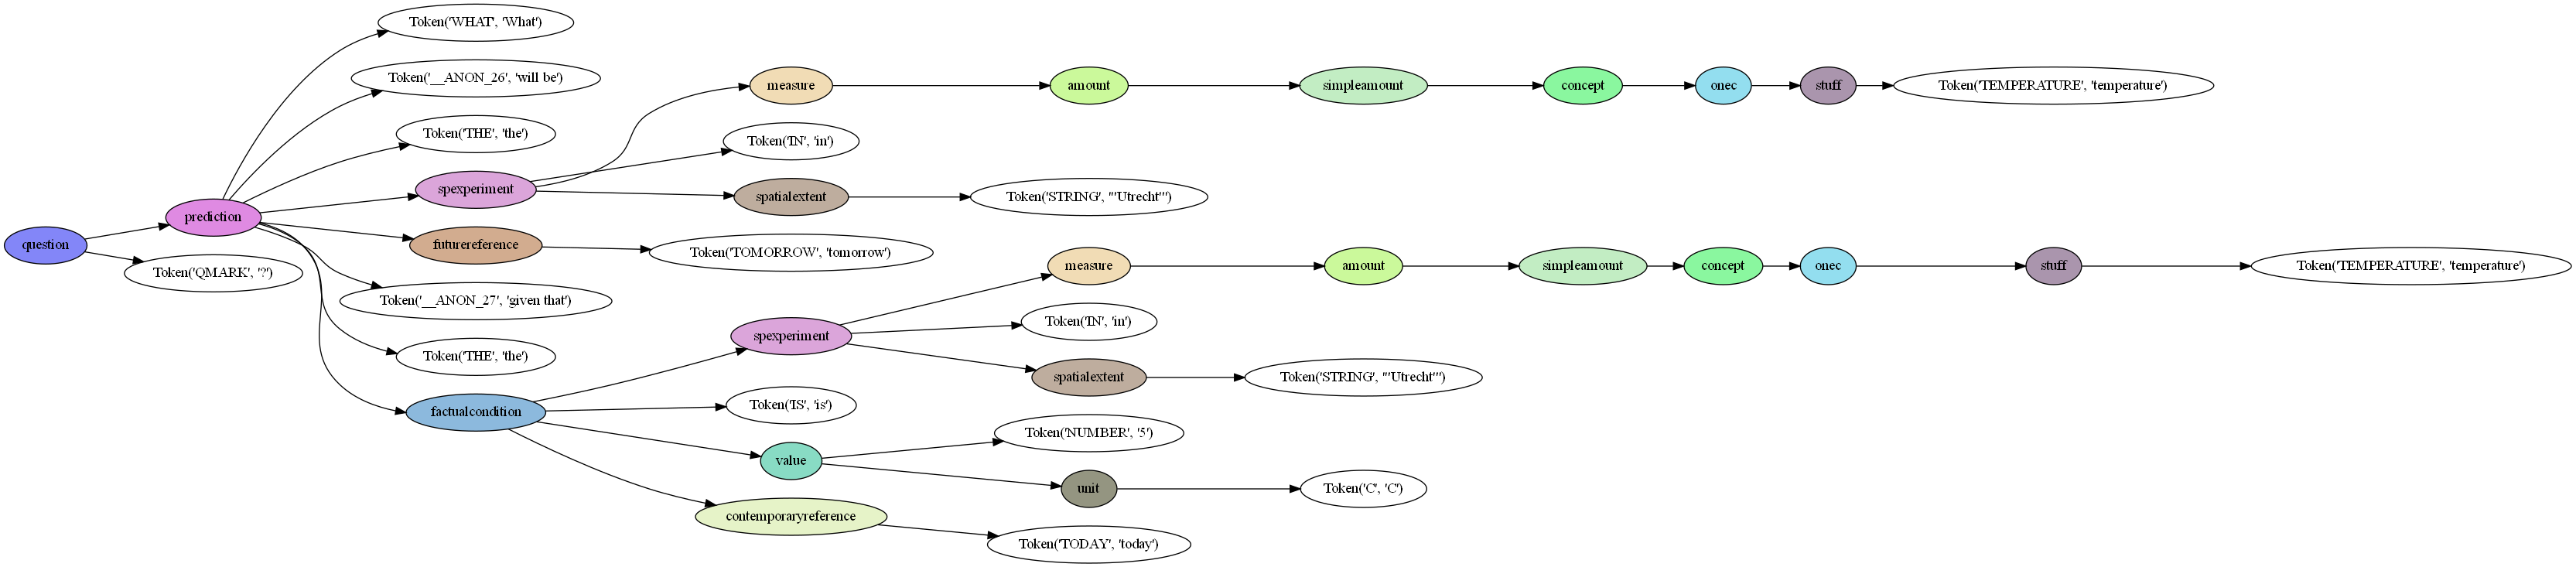 Token('WHAT', 'What')
Token('__ANON_26', 'will be')
measure
amount
simpleamount
concept
onec
stuff
Token('TEMPERATURE', 'temperature')
Token('THE', 'the')
Token('IN', 'in')
spexperiment
spatialextent
Token('STRING', "'Utrecht'")
prediction
question
futurereference
Token('TOMORROW', 'tomorrow')
Token('QMARK', '?')
measure
amount
simpleamount
concept
onec
stuff
Token('TEMPERATURE', 'temperature')
Token('__ANON_27', 'given that')
Token('IN', 'in')
spexperiment
Token('THE', 'the')
spatialextent
Token('STRING', "'Utrecht'")
factualcondition
Token('IS', 'is')
Token('NUMBER', '5')
value
unit
Token('C', 'C')
contemporaryreference
Token('TODAY', 'today')